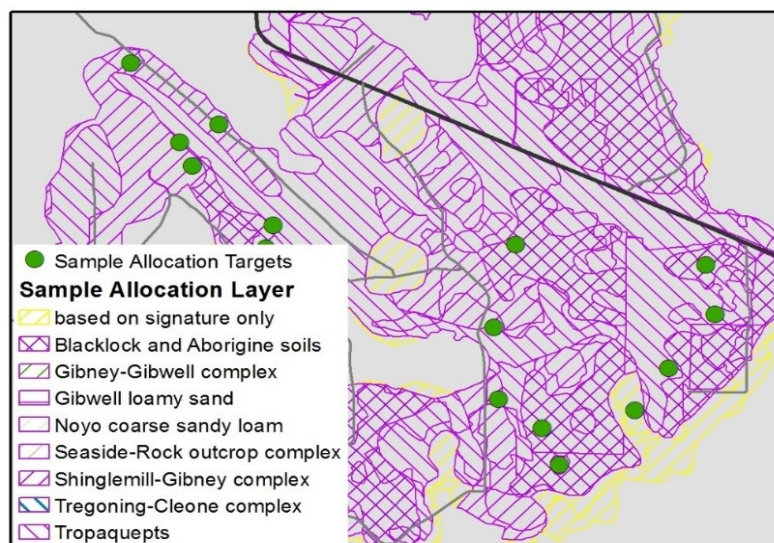 Sample Allocation Targets
Sample Allocation Layer
based on signature only
Blacklock and Aborigine soils
Gibney-Gibwell complex
Gibwell loamy sand
Noyo coarse sandy loam
Seaside-Rock outcrop complex
Shinglemill-Gibney complex
Tregoning-Cleone complex
Tropaquepts